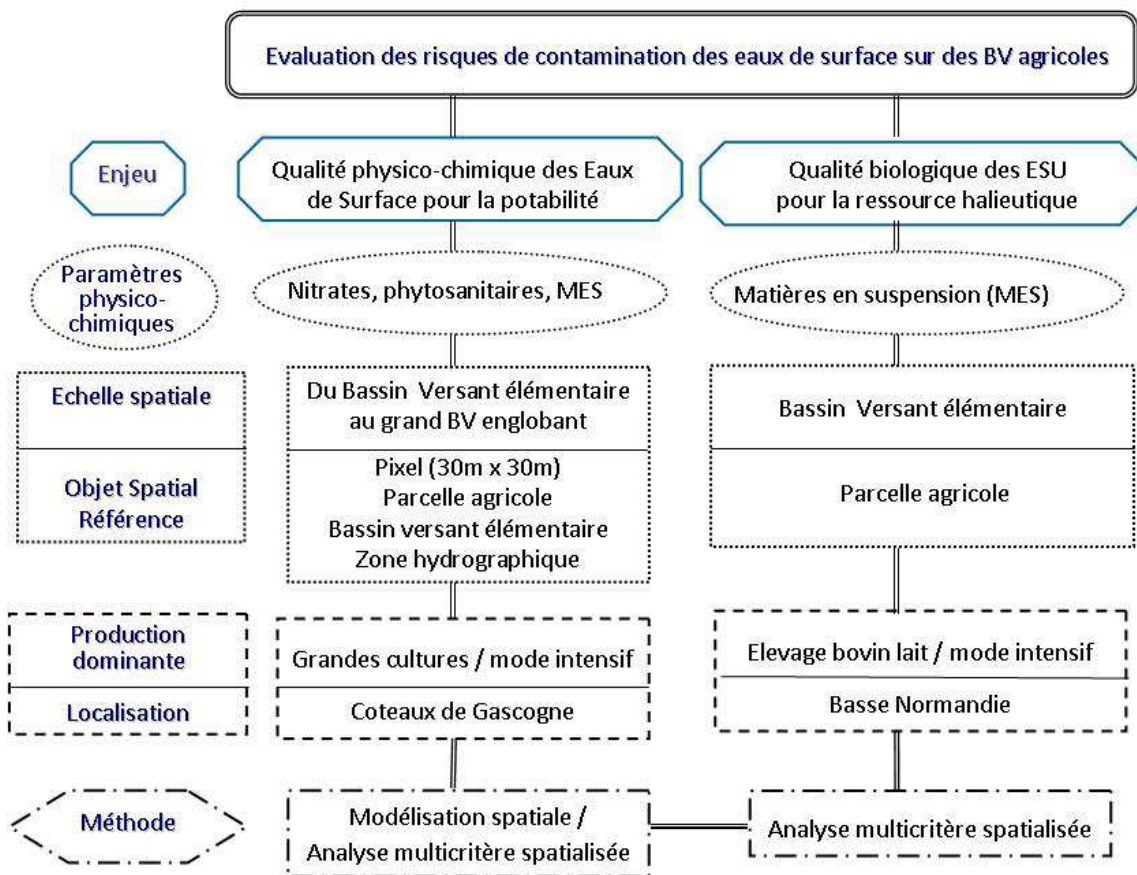 Evaluation des risques de contamination des eaux de surface sur des BV agricoles
Enjeu
Qualité physico-chimique des Eaux
de Surface pour la potabilité
Qualité biologique des ESU
pour la ressource halieutique
Paramètres
physico-
chimiques
Nitrates, phytosanitaires, MES
Matières en suspension (MES)
Echelle spatiale
Du Bassin Versant élémentaire
au grand BV englobant
Bassin Versant élémentaire
Objet Spatial
Référence
Pixel (30m x 30m)
Parcelle agricole
Bassin versant élémentaire
Zone hydrographique
Parcelle agricole
Production
dominante
Grandes cultures / mode intensif
Elevage bovin lait / mode intensif
Localisation
Coteaux de Gascogne
Basse Normandie
Méthode
Modélisation spatiale /
Analyse multicritère spatialisée
Analyse multicritère spatialisée